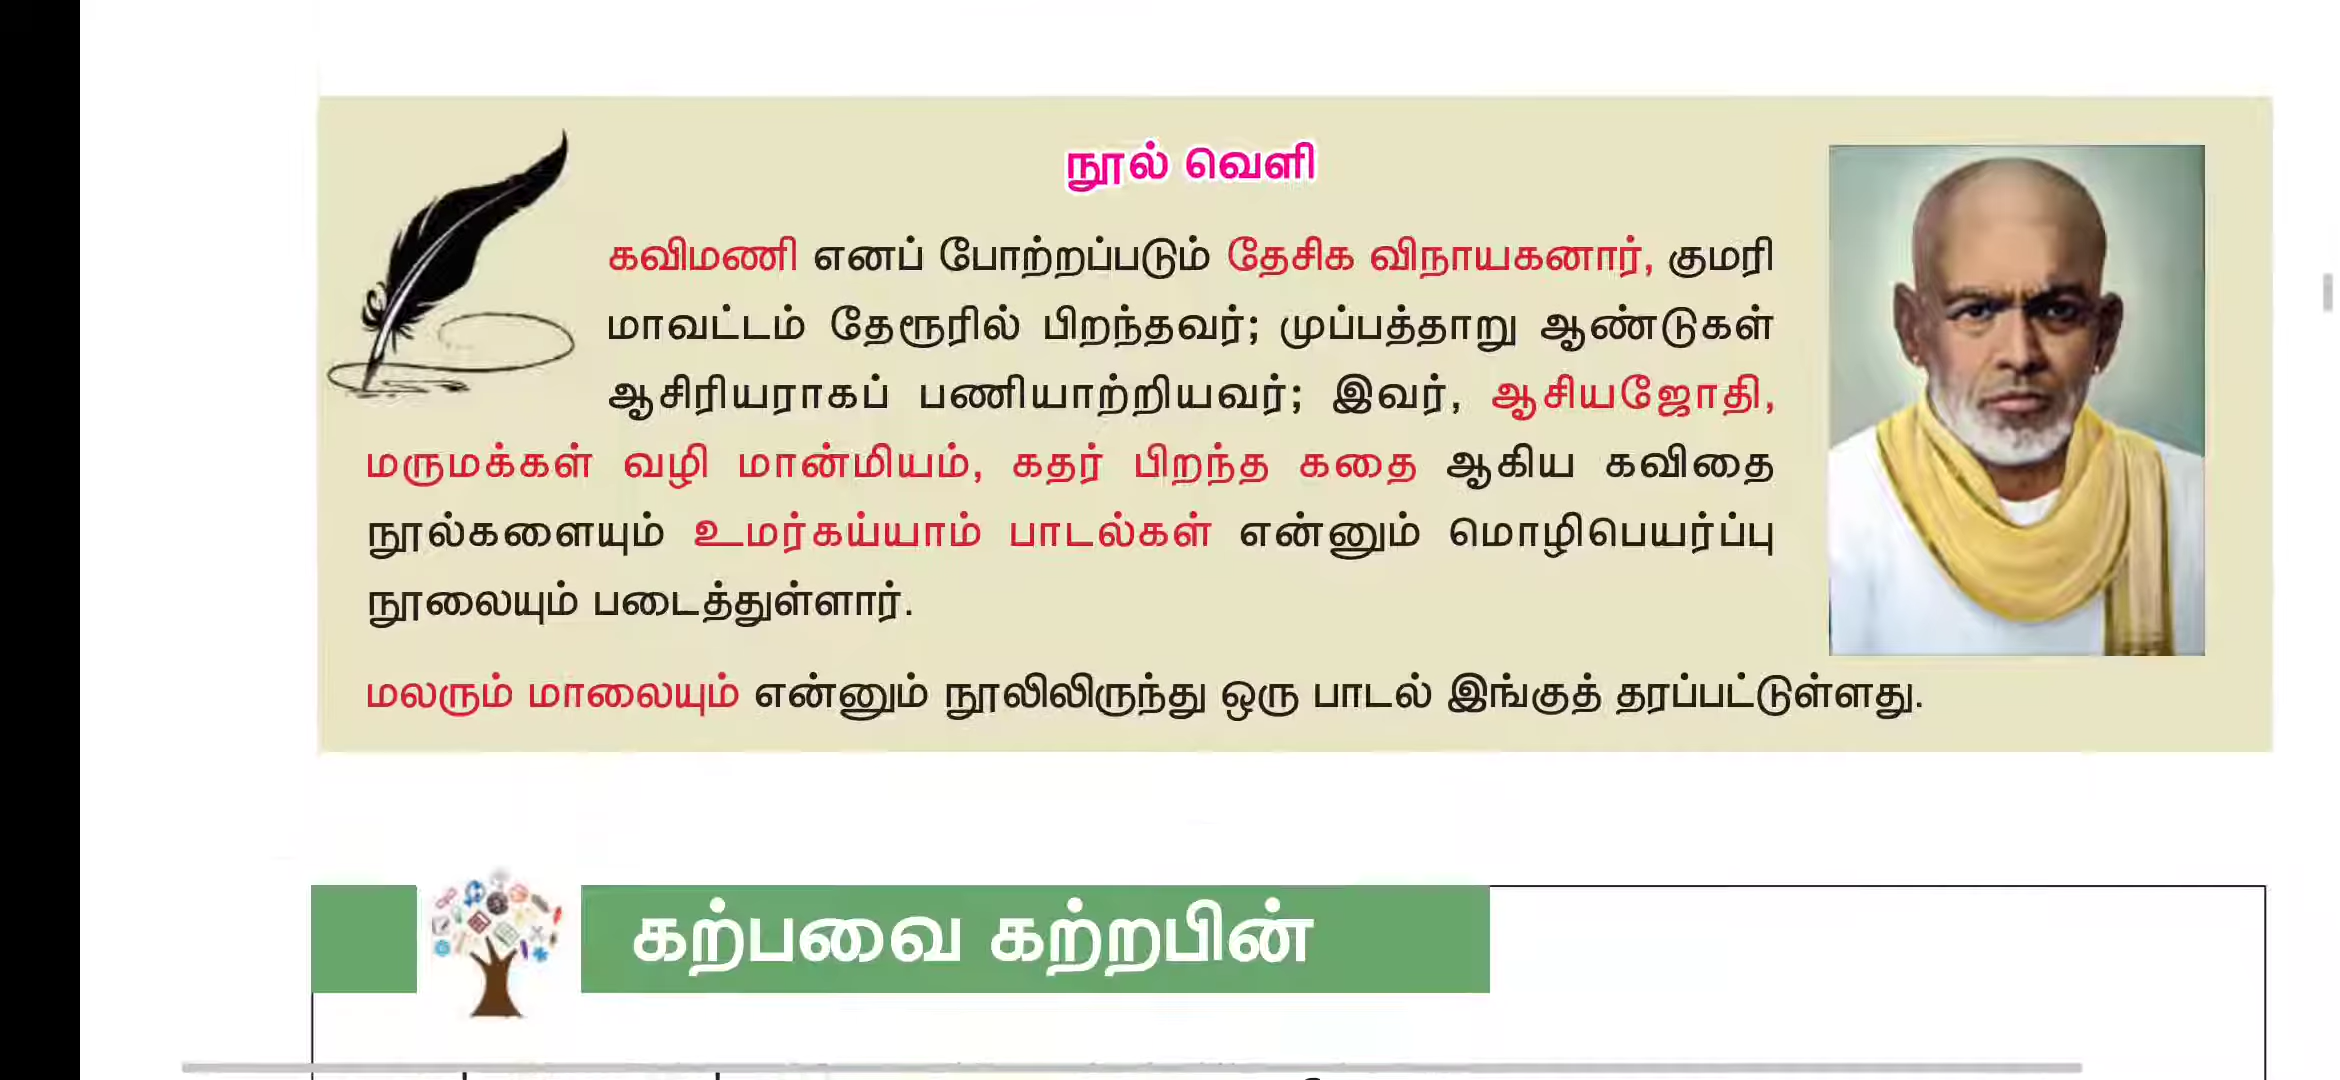 நூல் வெளி
கவிமணி எனப் போற்றப்படும் தேசிக விநாயகனார், குமரி
மாவட்டம் தேரூரில் பிறந்தவர்; முப்பத்தாறு ஆண்டுகள்
ஆசிரியராகப் பணியாற்றியவர்; இவர், ஆசியஜோதி,
மருமக்கள் வழி மான்மியம், கதர் பிறந்த கதை ஆகிய கவிதை
நூல்களையும் உமர்கய்யாம் பாடல்கள் என்னும் மொழிபெயர்ப்பு
நூலையும் படைத்துள்ளார்.
மலரும் மாலையும் என்னும் நூலிலிருந்து ஒரு பாடல் இங்குத் தரப்பட்டுள்ளது.
கற்பவை கற்றபின்